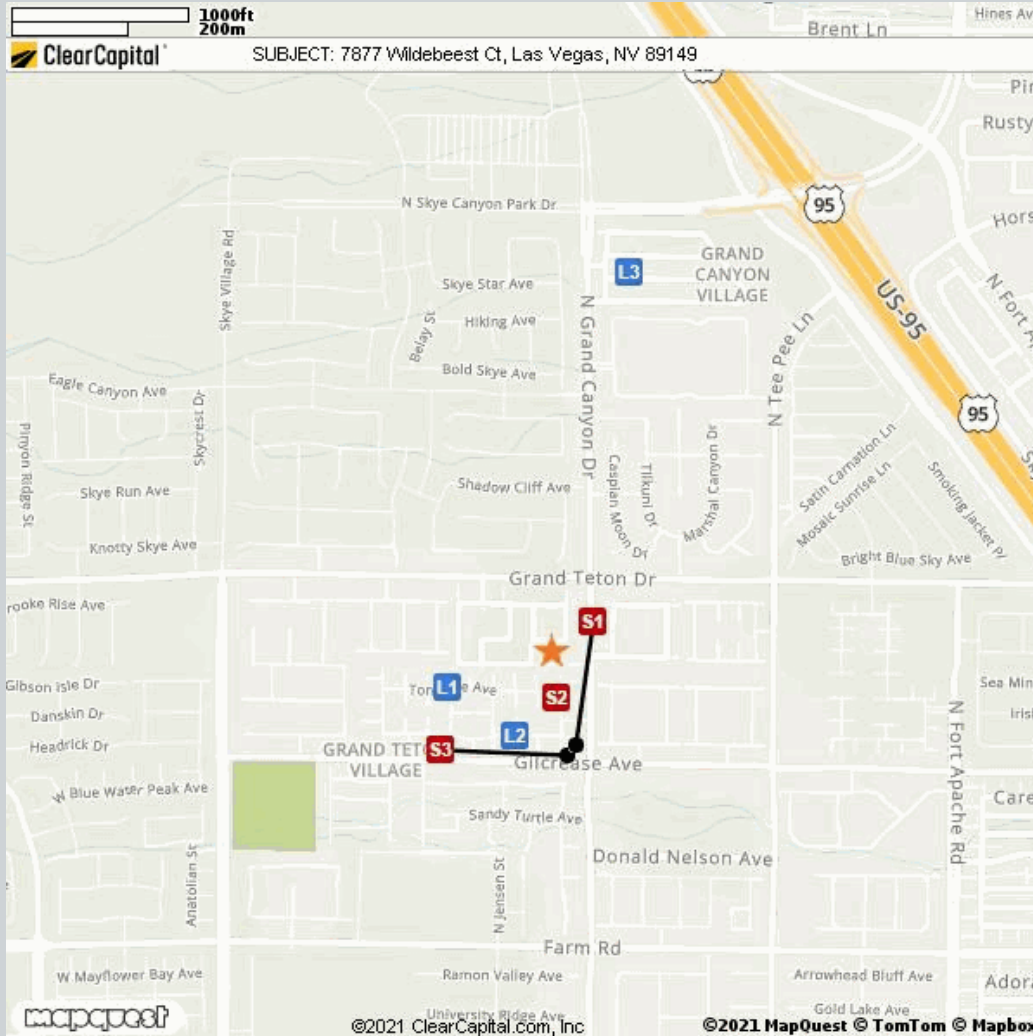 1000ft
200m
Hines Av
Brent Ln
ClearCapital
SUBJECT: 7877 Wildebeest Ct, Las Vegas, NV 89149
Pin
Rusty
N Skye Canyon Park Dr
95
Hors
Skye Village Rd
GRAND
CANYON
VILLAGE
L3
Skye Star Ave
N Grand Canyon Dr
US-95
N Fort A
Hiking Ave
Belay St
N Tee Pee Ln
Bold Skye Ave
Eagle Canyon Ave
Skycrest Dr
95
Pinyon Ridge St
Caspian Moon Dr
Tilikuni Dr
Marshal Canyon Dr
Satin Carnation Ln
Mosaic Sunrise Ln
Smoking Jacket Pl
Skye Run Ave
Shadow Cliff Ave
Knotty Skye Ave
Bright Blue Sky Ave
Grand Teton Dr
rooke Rise Ave
S1
Gibson Isle Dr
L1
Ton
e Ave
S2
Sea Min
Danskin Dr
N Fort Apache Rd
Irish
Headrick Dr
L2
GRAND TET
S3
VILLAGE
Gilcrease Ave
W Blue Water Peak Ave
Care
Sandy Turtle Ave
Anatolian St
N Jensen St
Donald Nelson Ave
Farm Rd
W Mayflower Bay Ave
Ramon Valley Ave
Arrowhead Bluff Ave
Adora
University Ridge Ave
Gold Lake Ave
mapquest
©2021 ClearCapital.com, Inc
©2021 MapQuest © TomTom © Mapbox